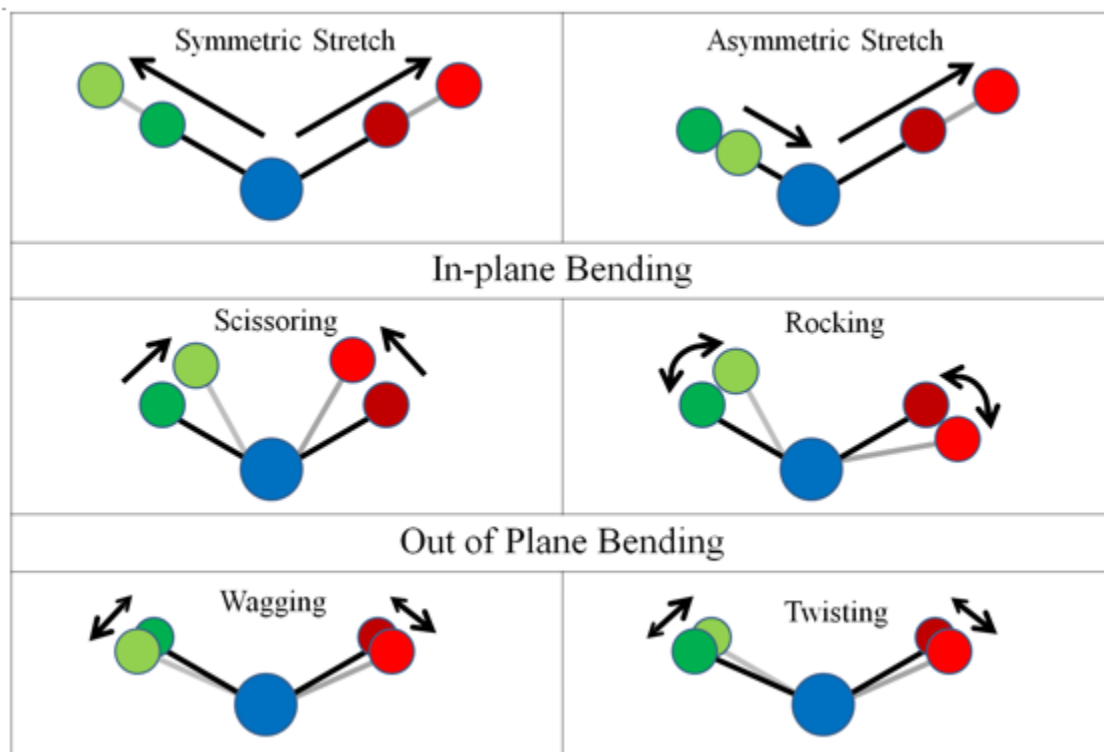 Symmetric Stretch
Asymmetric Stretch
In-plane Bending
Scissoring
Rocking
Out of Plane Bending
Wagging
Twisting